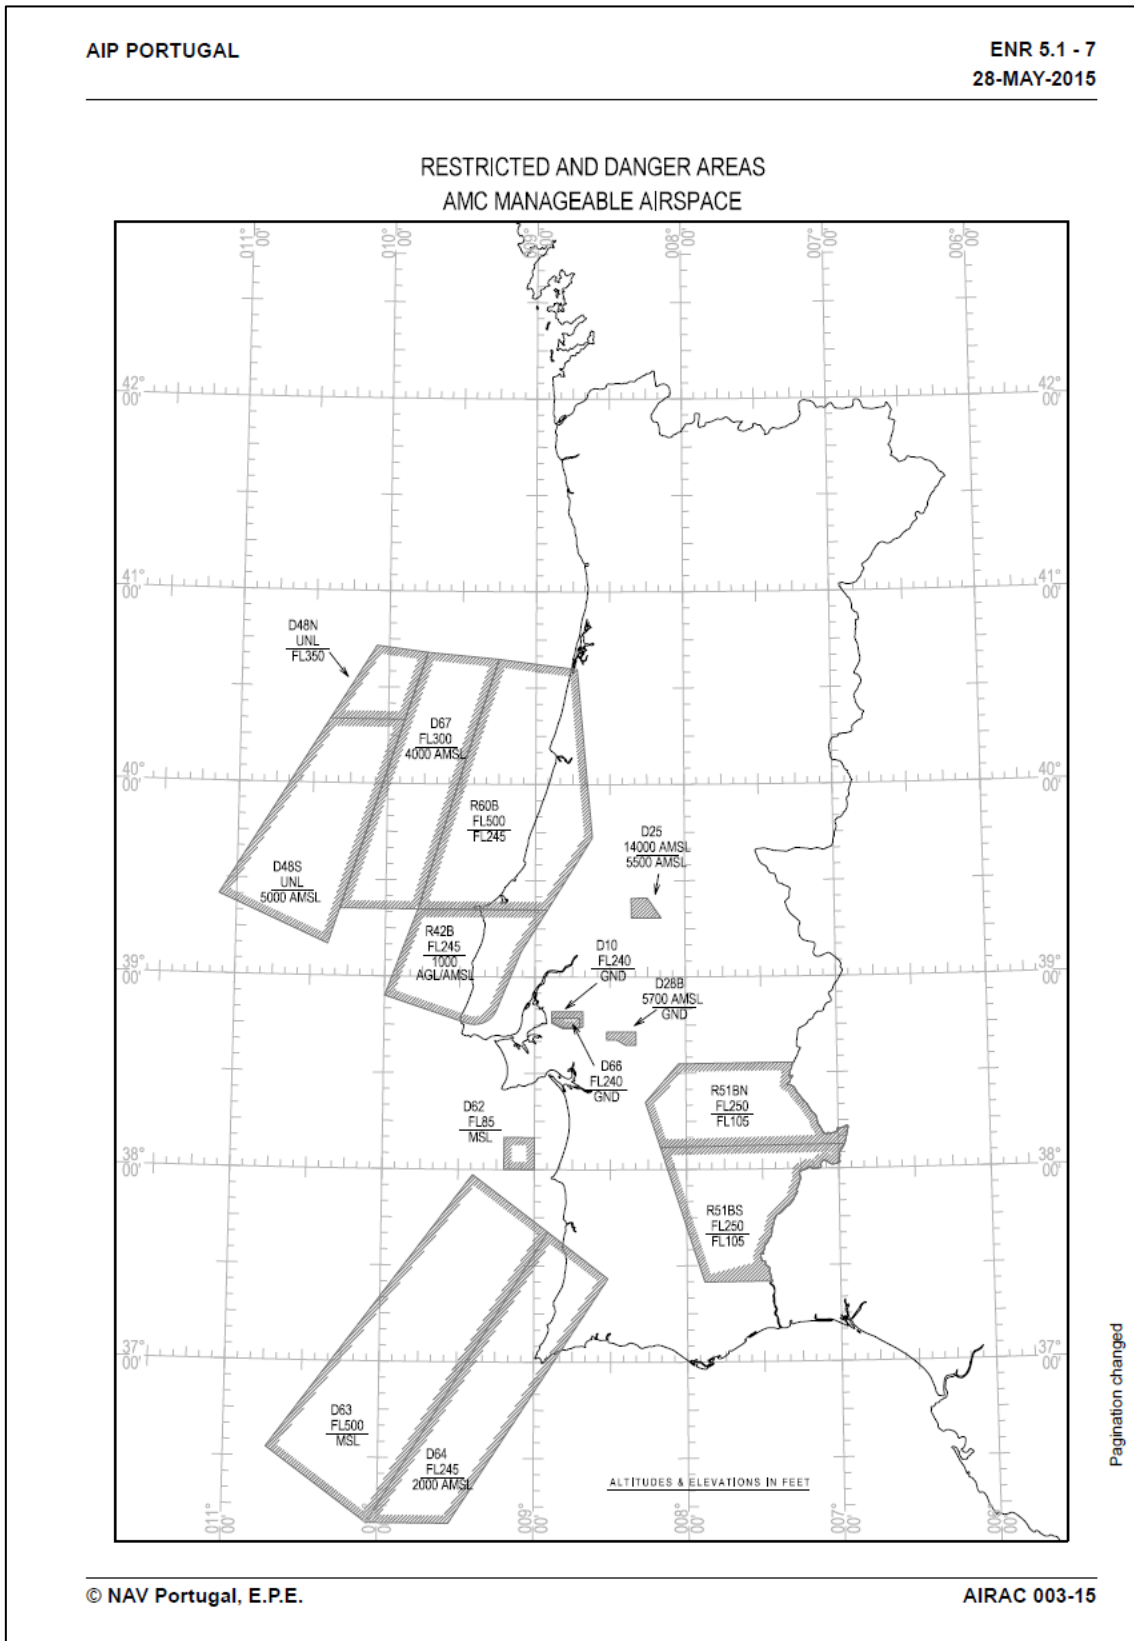 AIP PORTUGAL
ENR 5.1 - 7
28-MAY-2015
RESTRICTED AND DANGER AREAS
AMC MANAGEABLE AIRSPACE
011° 00'
010° 00'
009° 00'
008° 00'
007° 00'
006° 00'
42° 00'
42° 00'
41° 00'
41° 00'
D48N
UNL
FL350
D67
FL300
4000 AMSL
40° 00'
40° 00'
R60B
FL500
FL245
D25
14000 AMSL
5500 AMSL
D48S
UNL
5000 AMSL
R42B
FL245
1000
AGL/AMSL
D10
FL240
GND
39° 00'
39° 00'
D28B
5700 AMSL
GND
D66
FL240
GND
R51BN
FL250
FL105
D62
FL85
MSL
38° 00'
38° 00'
R51BS
FL250
FL105
37° 00'
37° 00'
D63
FL500
MSL
D64
FL245
2000 AMSL
ALTITUDES & ELEVATIONS IN FEET
011° 00'
010° 00'
009° 00'
008° 00'
007° 00'
006° 00'
Pagination changed
© NAV Portugal, E.P.E.
AIRAC 003-15